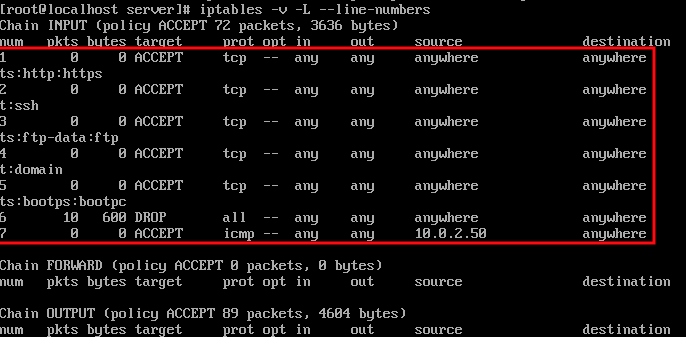 [root@localhost server]# iptables -v -L --line-numbers
Chain INPUT (policy ACCEPT 72 packets, 3636 bytes)
num   pkts bytes target     prot opt in     out     source               destination
1        0     0 ACCEPT     tcp  --  any    any     anywhere             anywhere
ts:http:https
2        0     0 ACCEPT     tcp  --  any    any     anywhere             anywhere
t:ssh
3        0     0 ACCEPT     tcp  --  any    any     anywhere             anywhere
ts:ftp-data:ftp
4        0     0 ACCEPT     tcp  --  any    any     anywhere             anywhere
t:domain
5        0     0 ACCEPT     tcp  --  any    any     anywhere             anywhere
ts:bootps:bootpc
6       10   600 DROP       all  --  any    any     anywhere             anywhere
7        0     0 ACCEPT     icmp --  any    any     10.0.2.50            anywhere
Chain FORWARD (policy ACCEPT 0 packets, 0 bytes)
num   pkts bytes target     prot opt in     out     source               destination
Chain OUTPUT (policy ACCEPT 89 packets, 4604 bytes)
num   pkts bytes target     prot opt in     out     source               destination